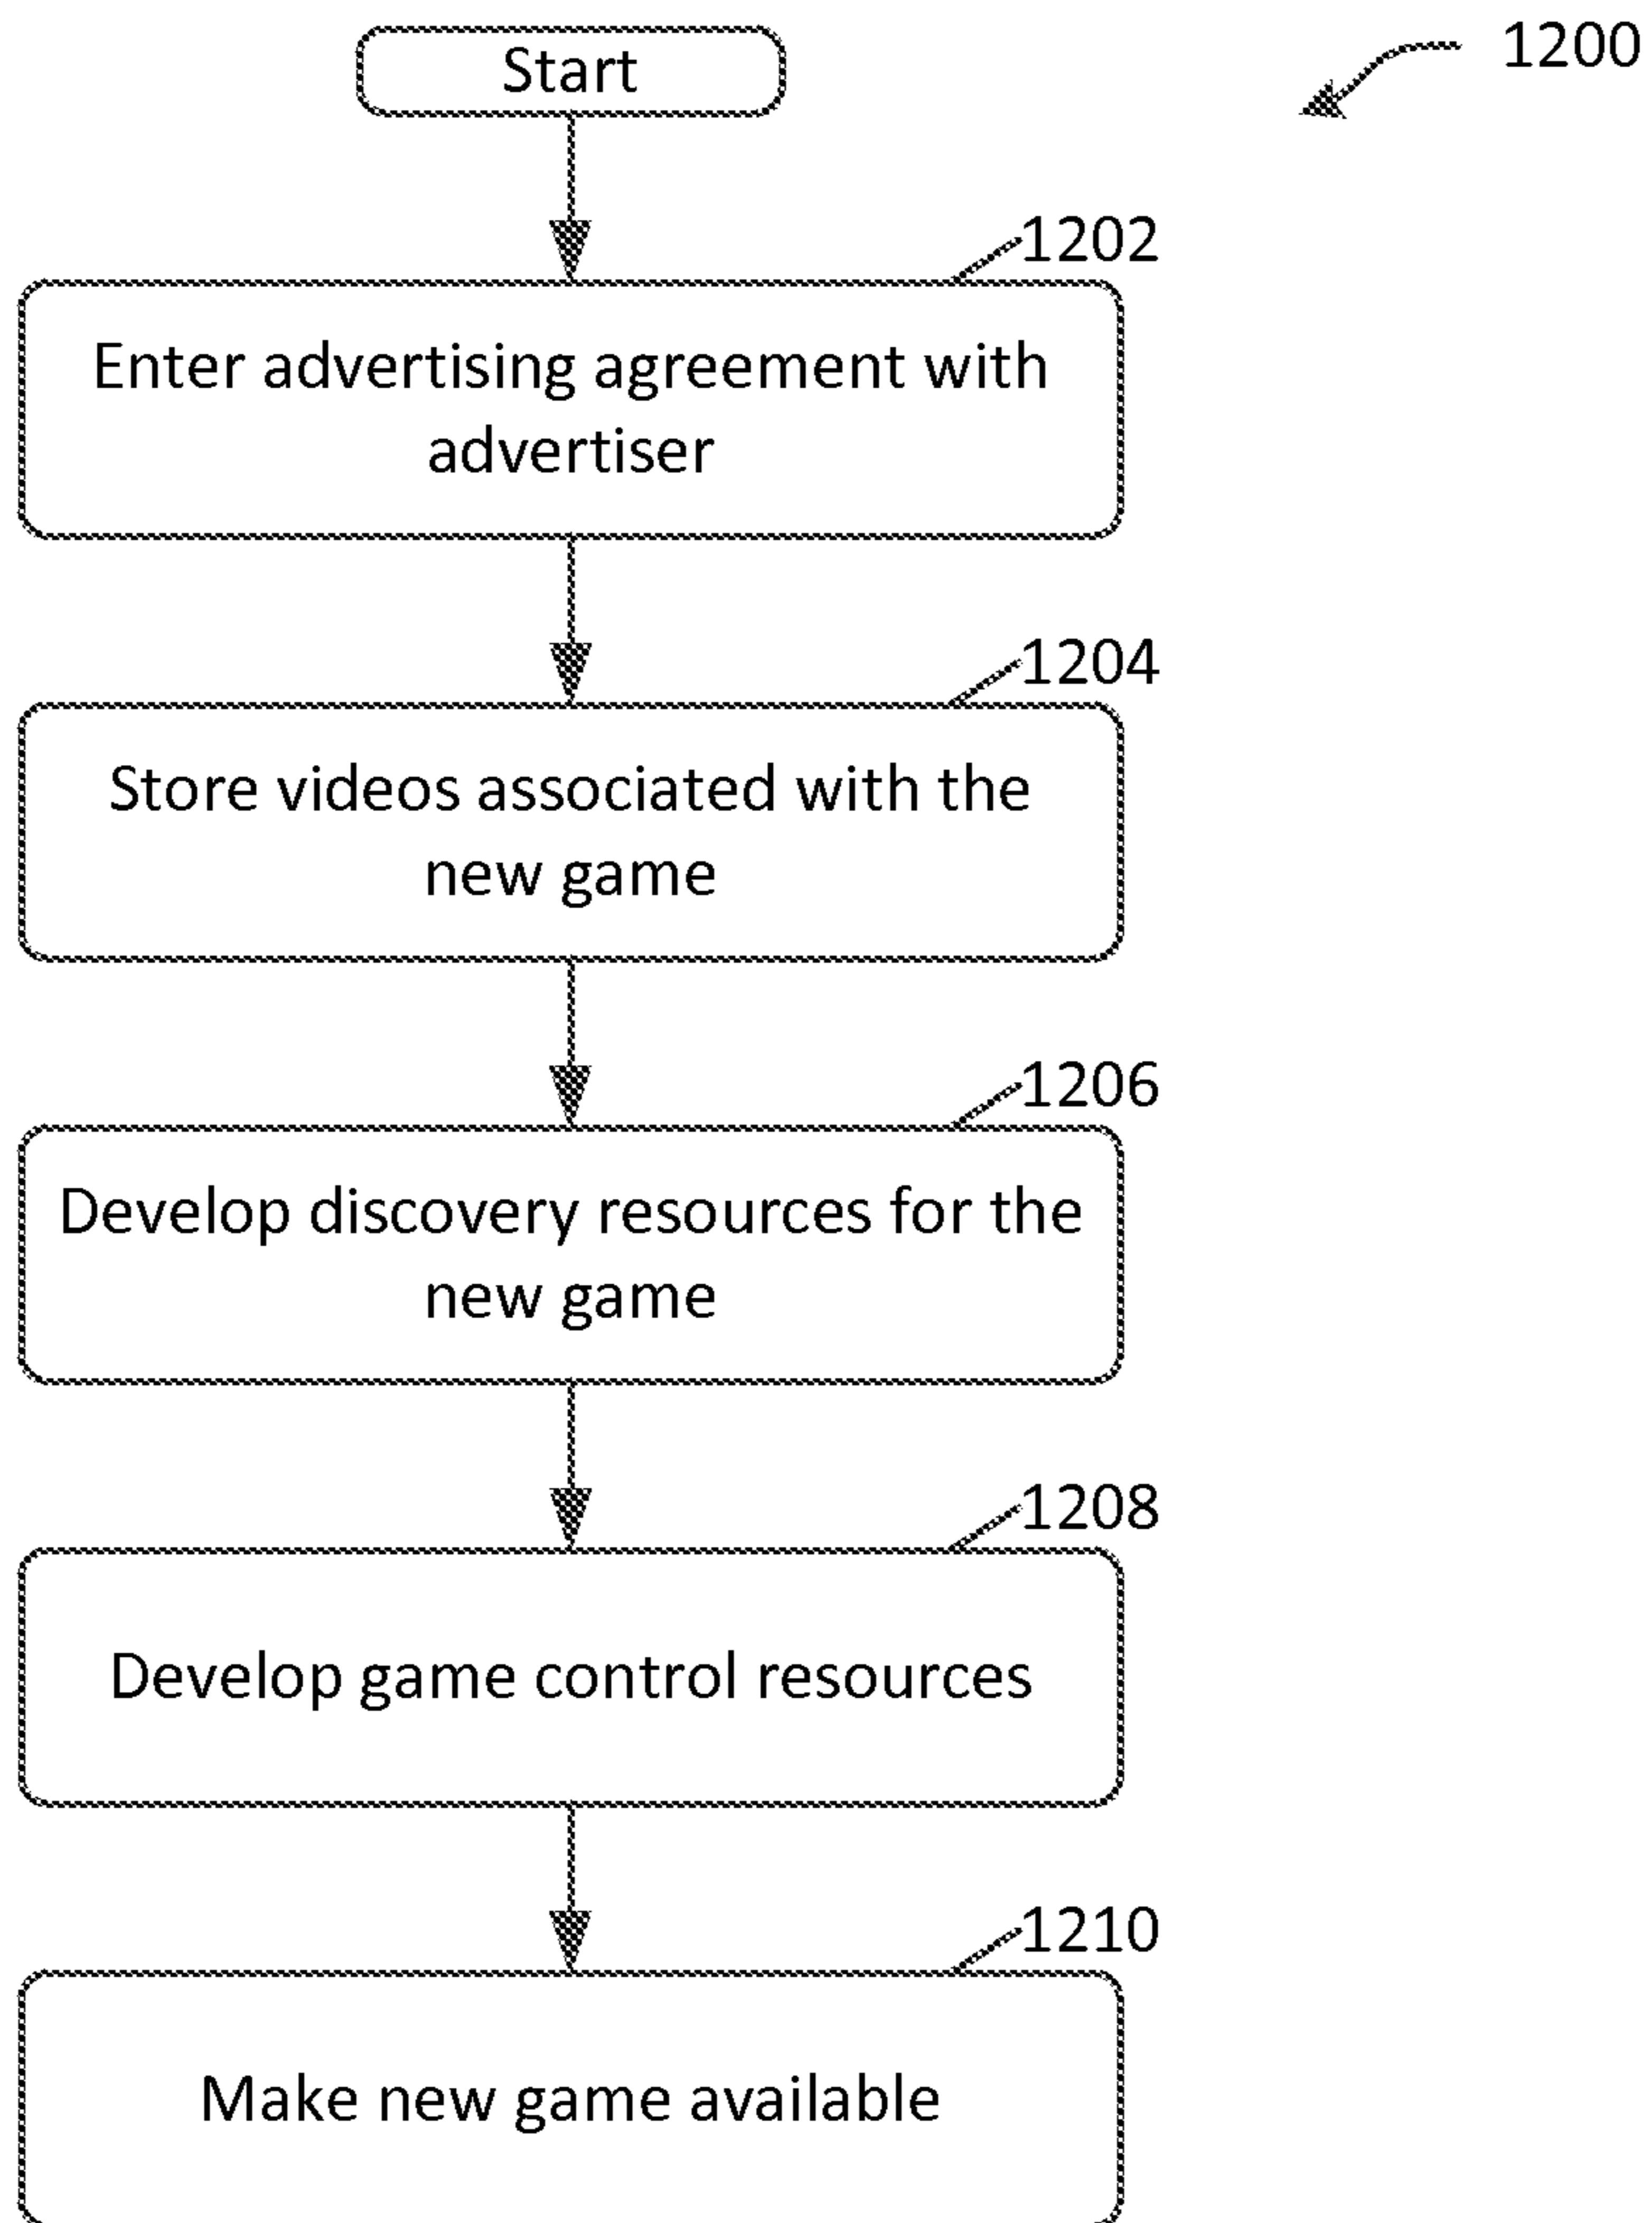 Start
1200
1202
Enter advertising agreement with
advertiser
1204
Store videos associated with the
new game
1206
Develop discovery resources for the
new game
1208
Develop game control resources
1210
Make new game available